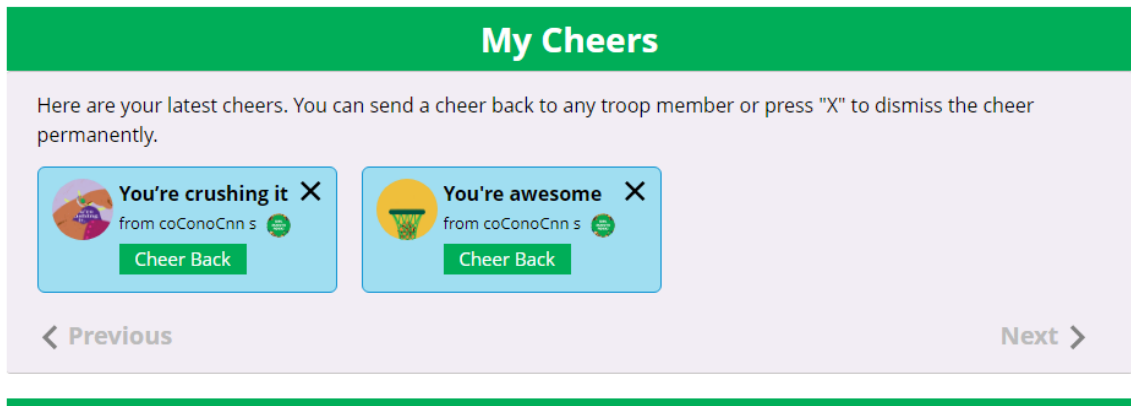 My Cheers
Here are your latest cheers. You can send a cheer back to any troop member or press "X" to dismiss the cheer
permanently.
You’re crushing it
from coConoCnn s
Cheer Back
You're awesome
from coConoCnn s
Cheer Back
Previous
Next